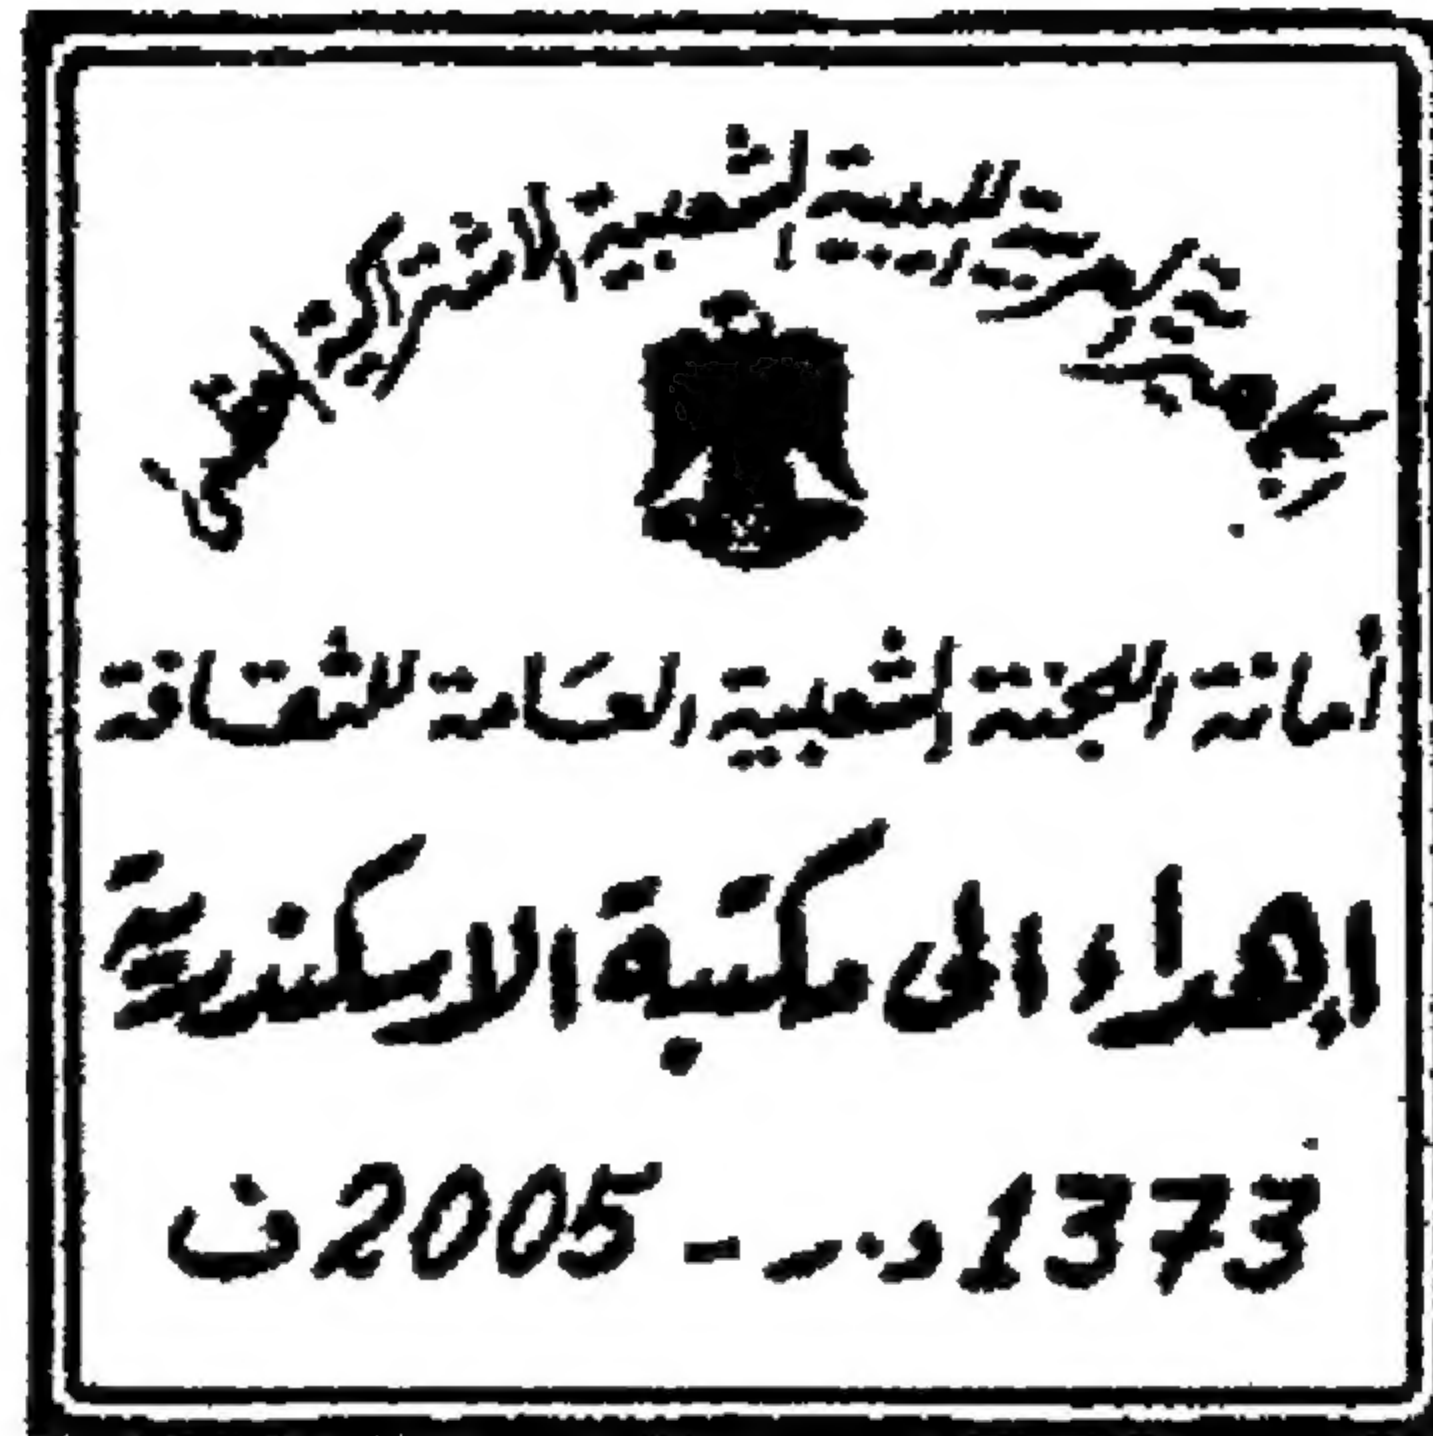 الجماهيرية العربية الليبية الشعبية الاشتراكية العظمى
أمانة اللجنة الشعبية العامة للثقافة
إهداء الى مكتبة الاسكندرية
1373 و.ر - 2005 ف